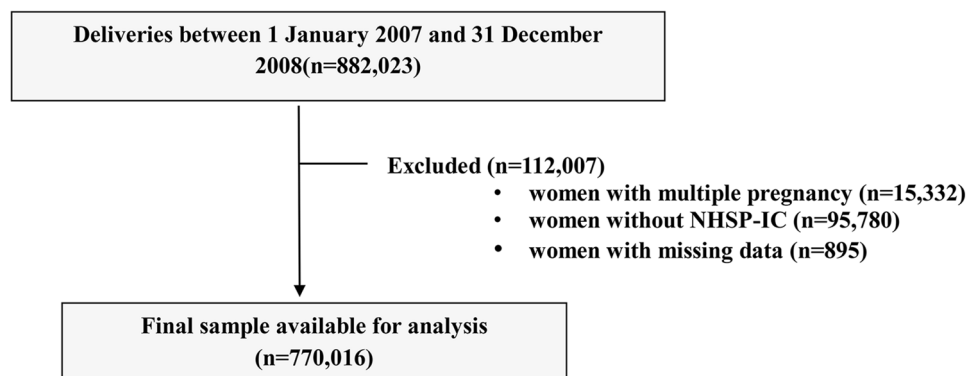 Deliveries between 1 January 2007 and 31 December
2008(n=882,023)
Excluded (n=112,007)
• women with multiple pregnancy (n=15,332)
• women without NHSP-IC (n=95,780)
• women with missing data (n=895)
Final sample available for analysis
(n=770,016)